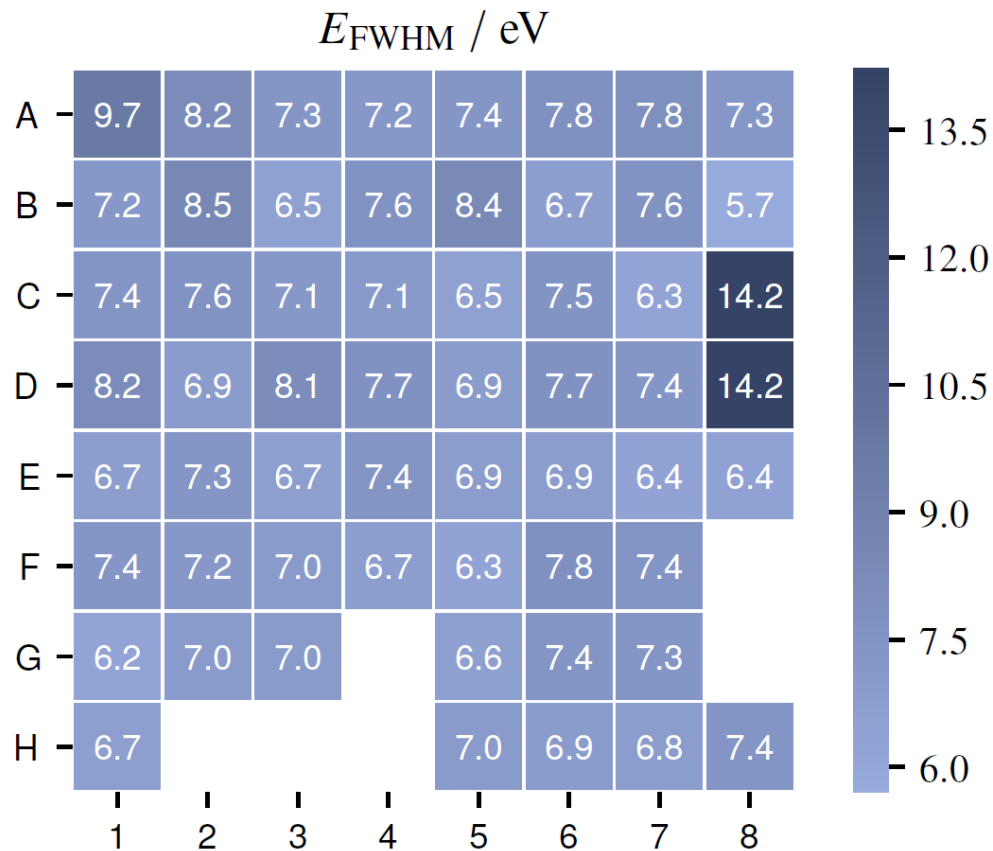 E_FWHM / eV
A 9.7 8.2 7.3 7.2 7.4 7.8 7.8 7.3
B 7.2 8.5 6.5 7.6 8.4 6.7 7.6 5.7
C 7.4 7.6 7.1 7.1 6.5 7.5 6.3 14.2
D 8.2 6.9 8.1 7.7 6.9 7.7 7.4 14.2
E 6.7 7.3 6.7 7.4 6.9 6.9 6.4 6.4
F 7.4 7.2 7.0 6.7 6.3 7.8 7.4
G 6.2 7.0 7.0 6.6 7.4 7.3
H 6.7 7.0 6.9 6.8 7.4
1 2 3 4 5 6 7 8
13.5
12.0
10.5
9.0
7.5
6.0